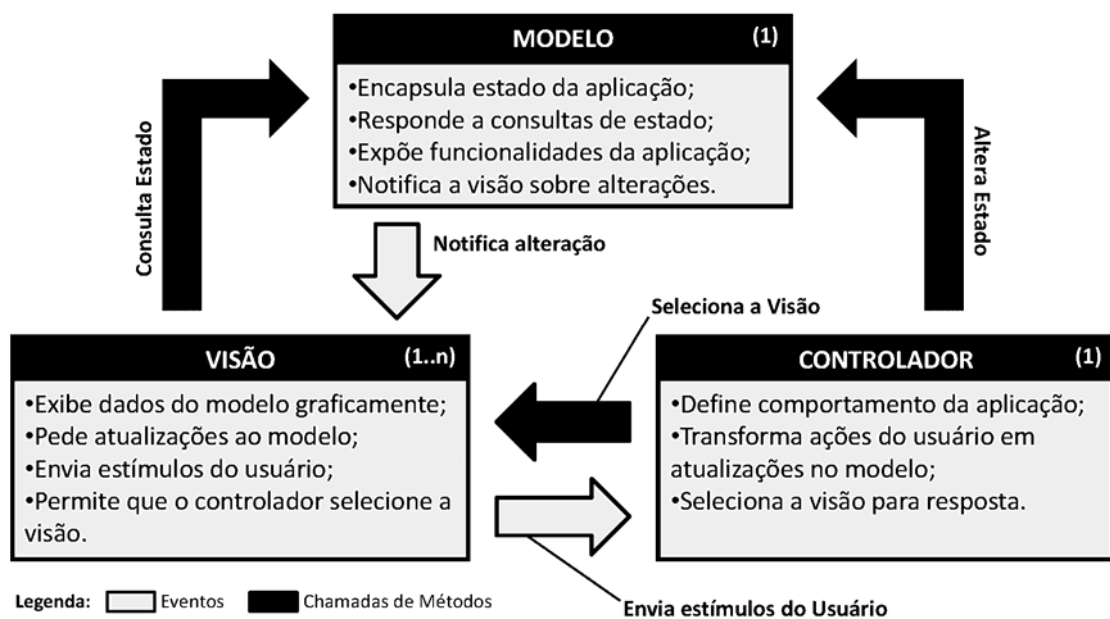 MODELO (1)
•Encapsula estado da aplicação;
•Responde a consultas de estado;
•Expõe funcionalidades da aplicação;
•Notifica a visão sobre alterações.
Consulta Estado
Altera Estado
Notifica alteração
Seleciona a Visão
VISÃO (1..n)
•Exibe dados do modelo graficamente;
•Pede atualizações ao modelo;
•Envia estímulos do usuário;
•Permite que o controlador selecione a
visão.
CONTROLADOR (1)
•Define comportamento da aplicação;
•Transforma ações do usuário em
atualizações no modelo;
•Seleciona a visão para resposta.
Legenda: Eventos Chamadas de Métodos
Envia estímulos do Usuário